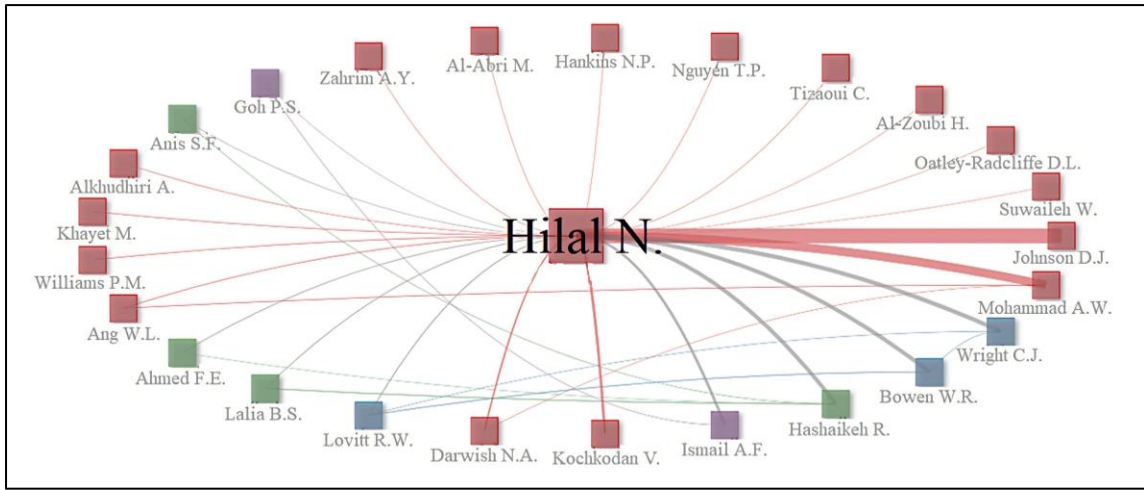 Al-Abri M.
Hankins N.P.
Nguyen T.P.
Zahrim A.Y.
Tizaoui C.
Goh P.S.
Al-Zoubi H.
Anis S.F.
Oatley-Radcliffe D.L.
Alkhudhiri A.
Suwaileh W.
Khayet M.
Hilal N.
Johnson D.J.
Williams P.M.
Mohammad A.W.
Ang W.L.
Wright C.J.
Ahmed F.E.
Bowen W.R.
Lalia B.S.
Hashaikeh R.
Lovitt R.W.
Ismail A.F.
Darwish N.A.
Kochkodan V.